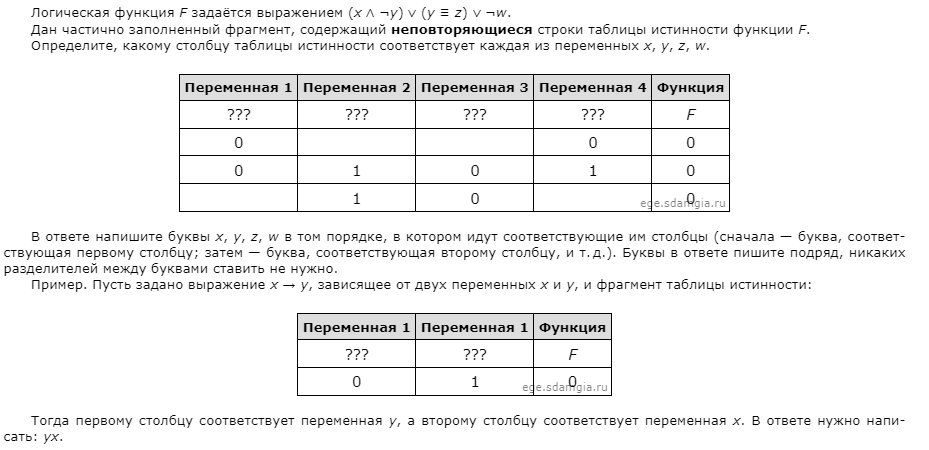 Логическая функция F задаётся выражением (x ∧ ¬y) ∨ (y ≡ z) ∨ ¬w.
Дан частично заполненный фрагмент, содержащий неповторяющиеся строки таблицы истинности функции F.
Определите, какому столбцу таблицы истинности соответствует каждая из переменных x, y, z, w.
Переменная 1 Переменная 2 Переменная 3 Переменная 4 Функция
??? ??? ??? ??? F
0 0 0
0 1 0 1 0
1 0 0
ege.sdamgia.ru
В ответе напишите буквы x, y, z, w в том порядке, в котором идут соответствующие им столбцы (сначала — буква, соответ-
ствующая первому столбцу; затем — буква, соответствующая второму столбцу, и т. д.). Буквы в ответе пишите подряд, никаких
разделителей между буквами ставить не нужно.
Пример. Пусть задано выражение x → y, зависящее от двух переменных x и y, и фрагмент таблицы истинности:
Переменная 1 Переменная 1 Функция
??? ??? F
0 1 0
ege.sdamgia.ru
Тогда первому столбцу соответствует переменная y, а второму столбцу соответствует переменная x. В ответе нужно напи-
сать: yx.